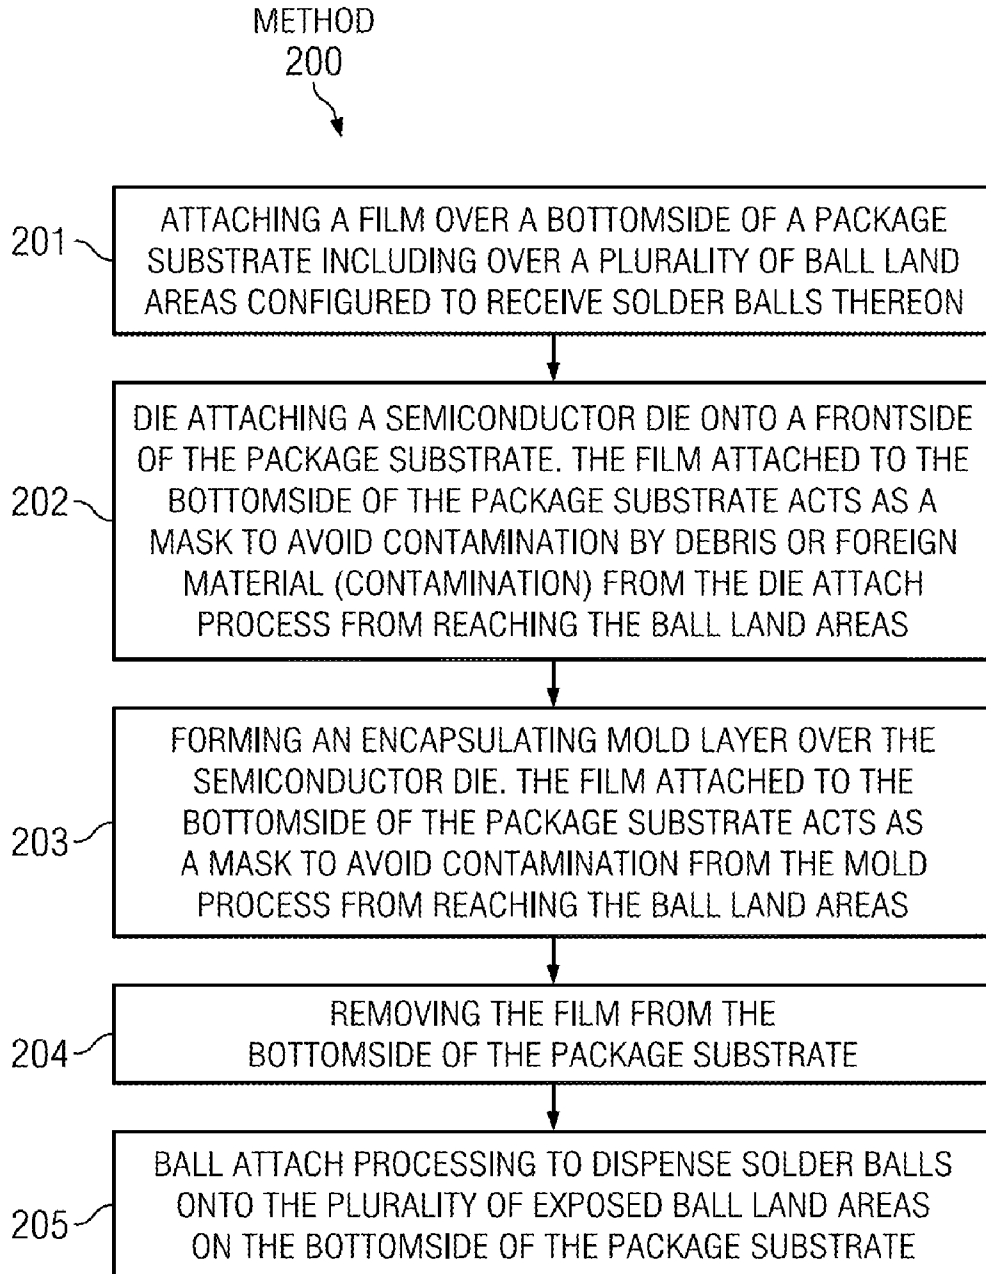 METHOD
200
201
ATTACHING A FILM OVER A BOTTOMSIDE OF A PACKAGE
SUBSTRATE INCLUDING OVER A PLURALITY OF BALL LAND
AREAS CONFIGURED TO RECEIVE SOLDER BALLS THEREON
202
DIE ATTACHING A SEMICONDUCTOR DIE ONTO A FRONTSIDE
OF THE PACKAGE SUBSTRATE. THE FILM ATTACHED TO THE
BOTTOMSIDE OF THE PACKAGE SUBSTRATE ACTS AS A
MASK TO AVOID CONTAMINATION BY DEBRIS OR FOREIGN
MATERIAL (CONTAMINATION) FROM THE DIE ATTACH
PROCESS FROM REACHING THE BALL LAND AREAS
203
FORMING AN ENCAPSULATING MOLD LAYER OVER THE
SEMICONDUCTOR DIE. THE FILM ATTACHED TO THE
BOTTOMSIDE OF THE PACKAGE SUBSTRATE ACTS AS
A MASK TO AVOID CONTAMINATION FROM THE MOLD
PROCESS FROM REACHING THE BALL LAND AREAS
204
REMOVING THE FILM FROM THE
BOTTOMSIDE OF THE PACKAGE SUBSTRATE
205
BALL ATTACH PROCESSING TO DISPENSE SOLDER BALLS
ONTO THE PLURALITY OF EXPOSED BALL LAND AREAS
ON THE BOTTOMSIDE OF THE PACKAGE SUBSTRATE